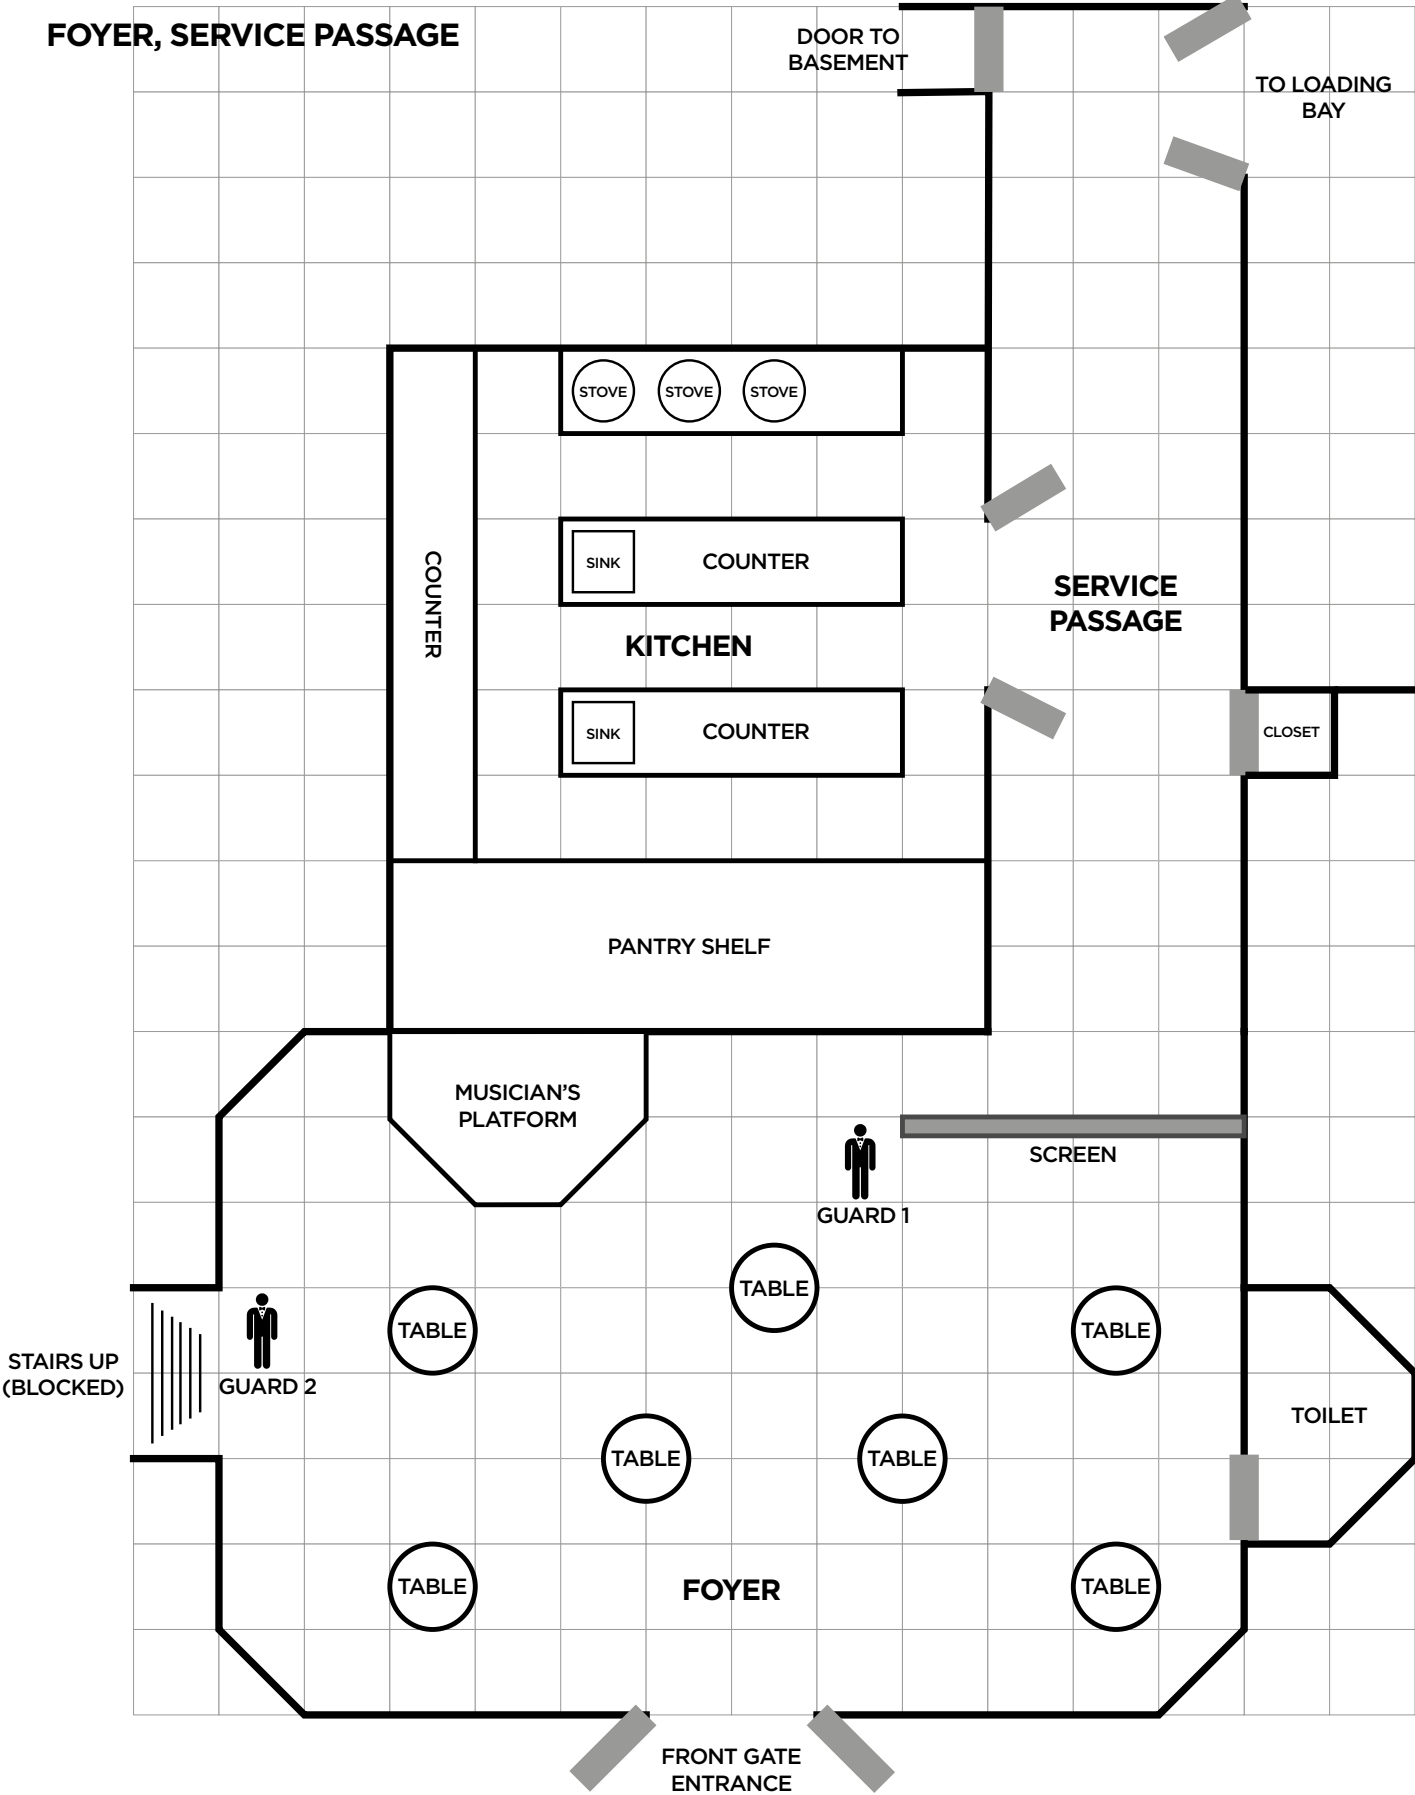 FOYER, SERVICE PASSAGE
DOOR TO
BASEMENT
TO LOADING
BAY
STOVE
STOVE
STOVE
COUNTER
SINK
COUNTER
SERVICE
PASSAGE
KITCHEN
SINK
COUNTER
CLOSET
PANTRY SHELF
MUSICIAN'S
PLATFORM
SCREEN
GUARD 1
TABLE
TABLE
TABLE
STAIRS UP
(BLOCKED)
GUARD 2
TOILET
TABLE
TABLE
TABLE
FOYER
TABLE
FRONT GATE
ENTRANCE